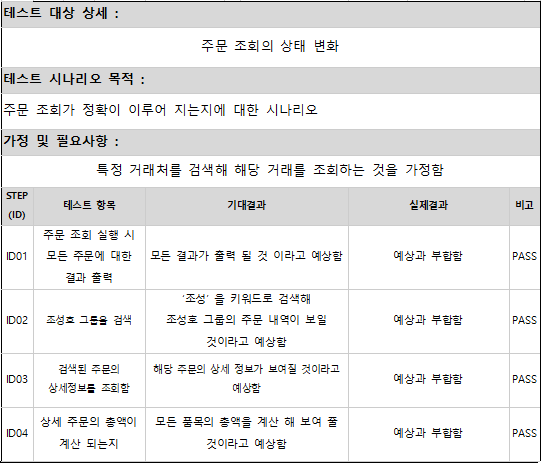 테스트 대상 상세 :
주문 조회의 상태 변화
테스트 시나리오 목적 :
주문 조회가 정확이 이루어 지는지에 대한 시나리오
가정 및 필요사항 :
특정 거래처를 검색해 해당 거래를 조회하는 것을 가정함
STEP
(ID)
테스트 항목
기대결과
실제결과
비고
ID01
주문 조회 실행 시
모든 주문에 대한
결과 출력
모든 결과가 출력 될 것 이라고 예상함
예상과 부합함
PASS
ID02
조성호 그룹을 검색
‘조성’ 을 키워드로 검색해
조성호 그룹의 주문 내역이 보일
것이라고 예상함
예상과 부합함
PASS
ID03
검색된 주문의
상세정보를 조회함
해당 주문의 상세 정보가 보여질 것이라고
예상함
예상과 부합함
PASS
ID04
상세 주문의 총액이
계산 되는지
모든 품목의 총액을 계산 해 보여 줄
것이라고 예상함
예상과 부합함
PASS